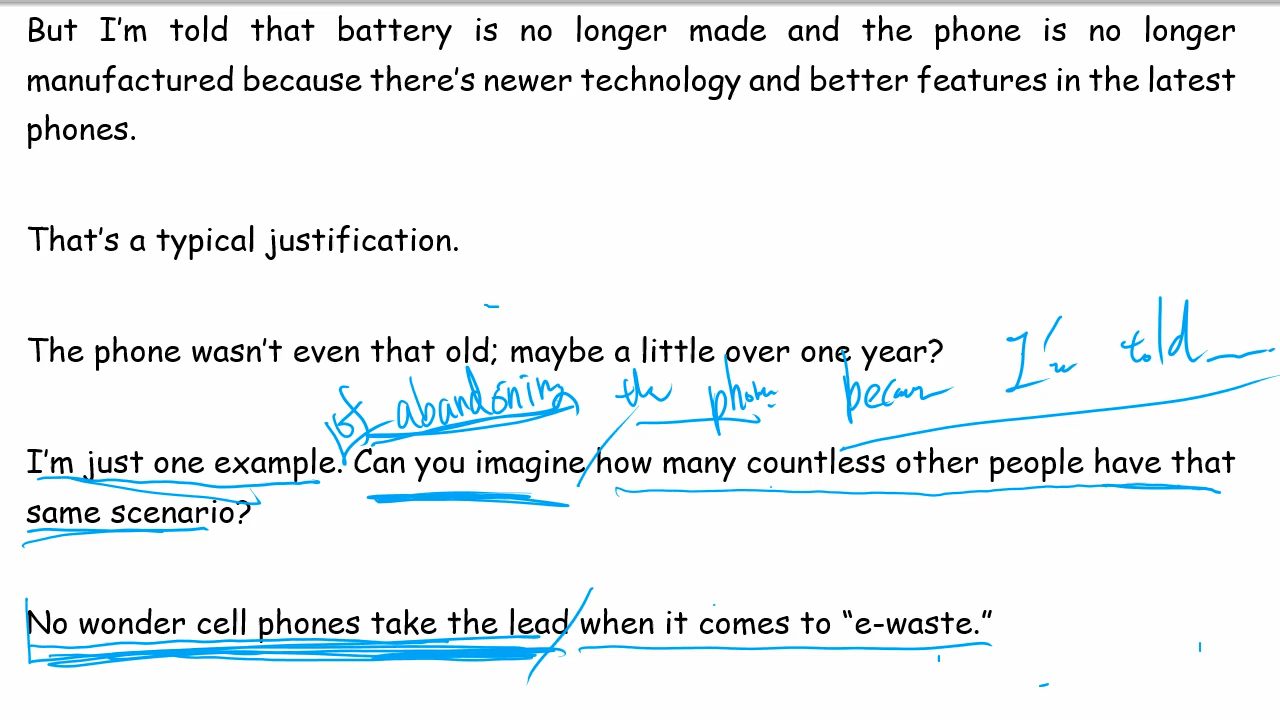 But I'm told that battery is no longer made and the phone is no longer
manufactured because there's newer technology and better features in the latest
phones.
That's a typical justification.
The phone wasn't even that old; maybe a little over one year?
I'm told
of abandoning the phone
I'm just one example. Can you imagine how many countless other people have that
same scenario?
No wonder cell phones take the lead when it comes to “e-waste.”